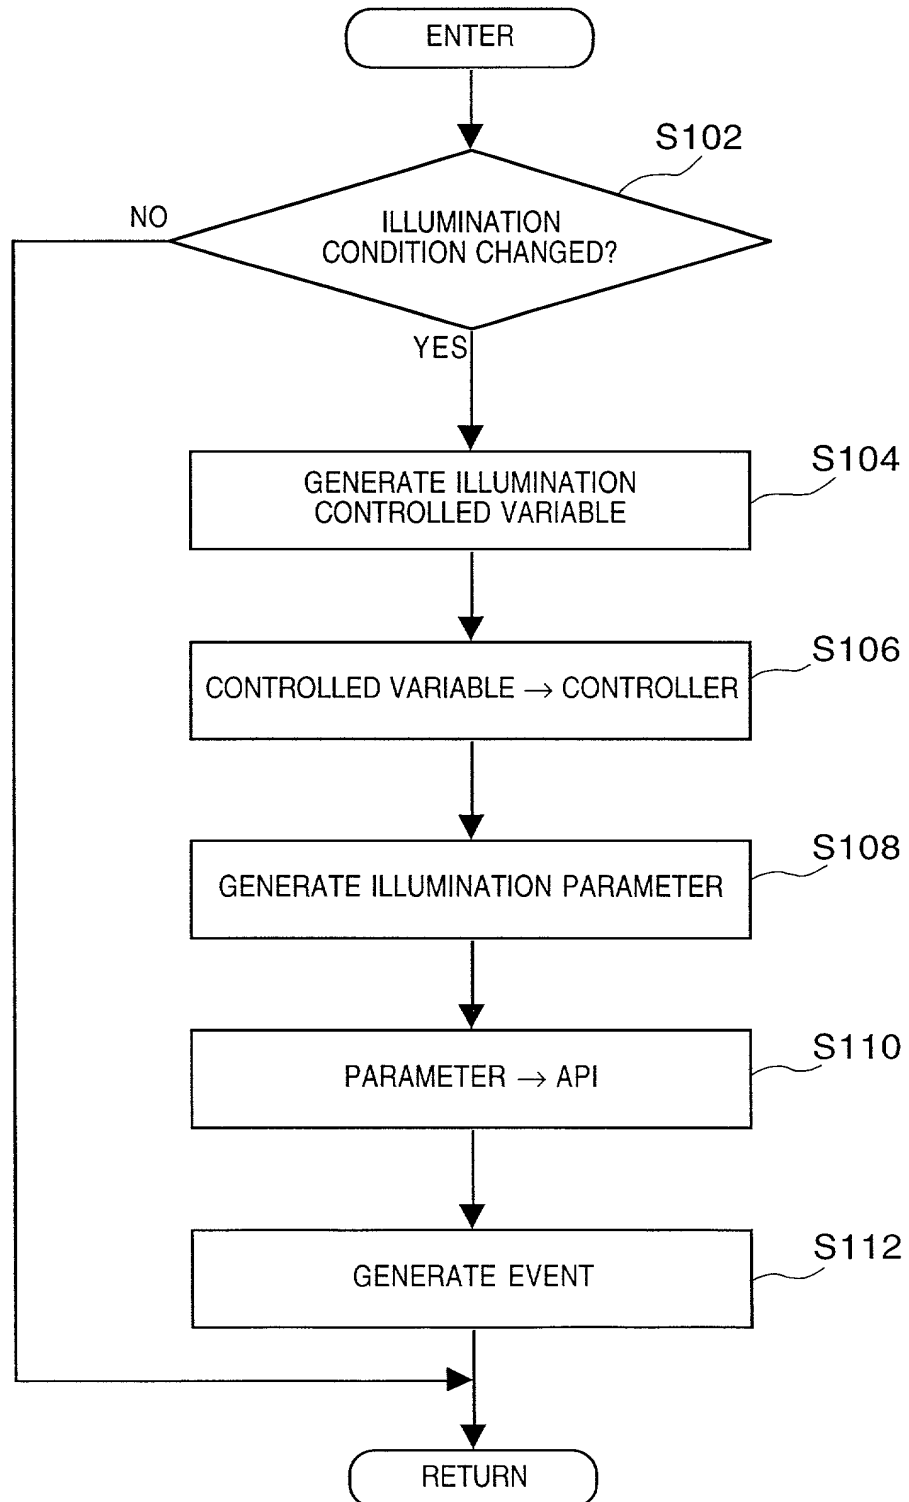 ENTER
S102
NO
ILLUMINATION
CONDITION CHANGED?
YES
S104
GENERATE ILLUMINATION
CONTROLLED VARIABLE
S106
CONTROLLED VARIABLE → CONTROLLER
S108
GENERATE ILLUMINATION PARAMETER
S110
PARAMETER → API
S112
GENERATE EVENT
RETURN